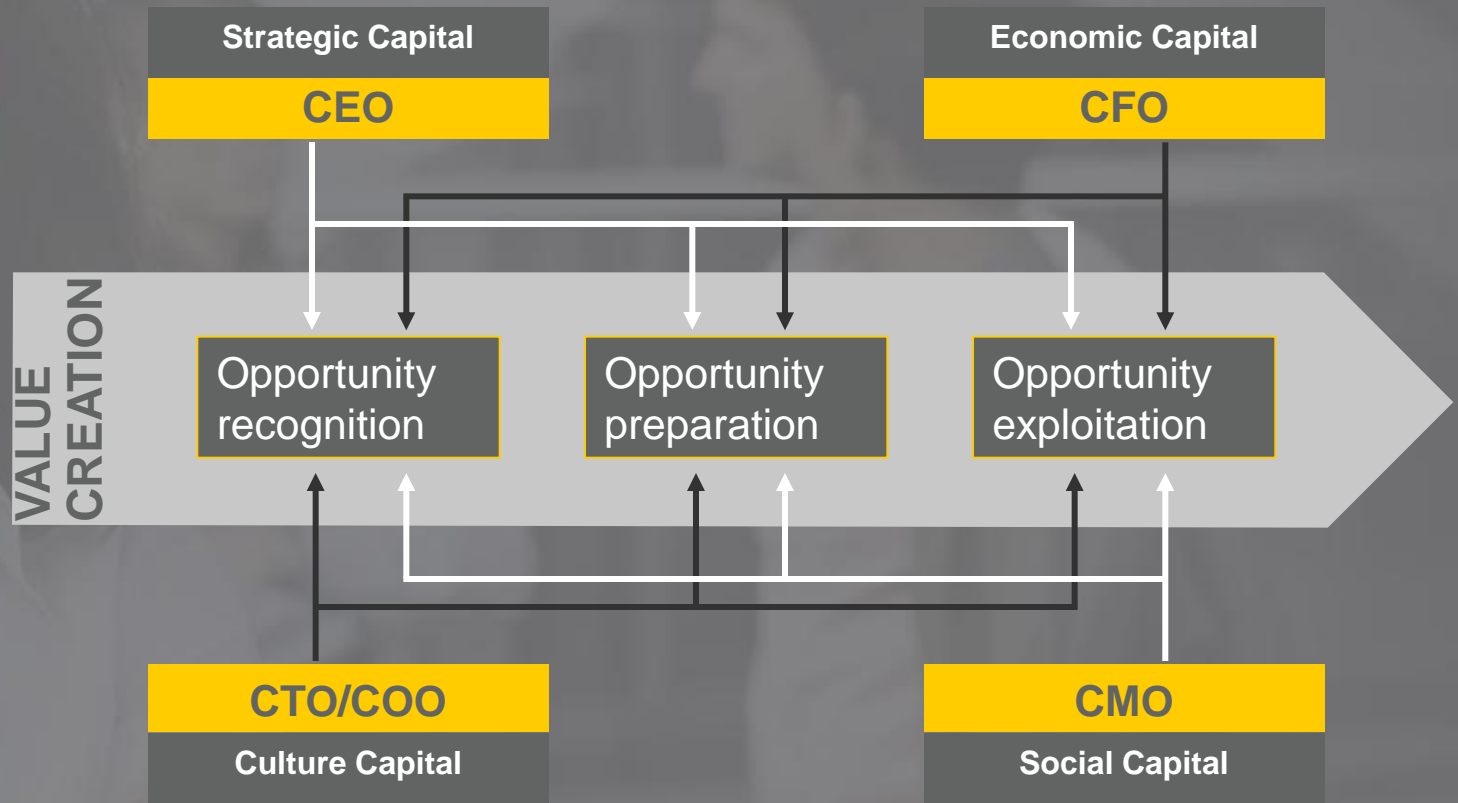 Strategic Capital
CEO
Economic Capital
CFO
VALUE
CREATION
Opportunity
recognition
Opportunity
preparation
Opportunity
exploitation
CTO/COO
Culture Capital
CMO
Social Capital